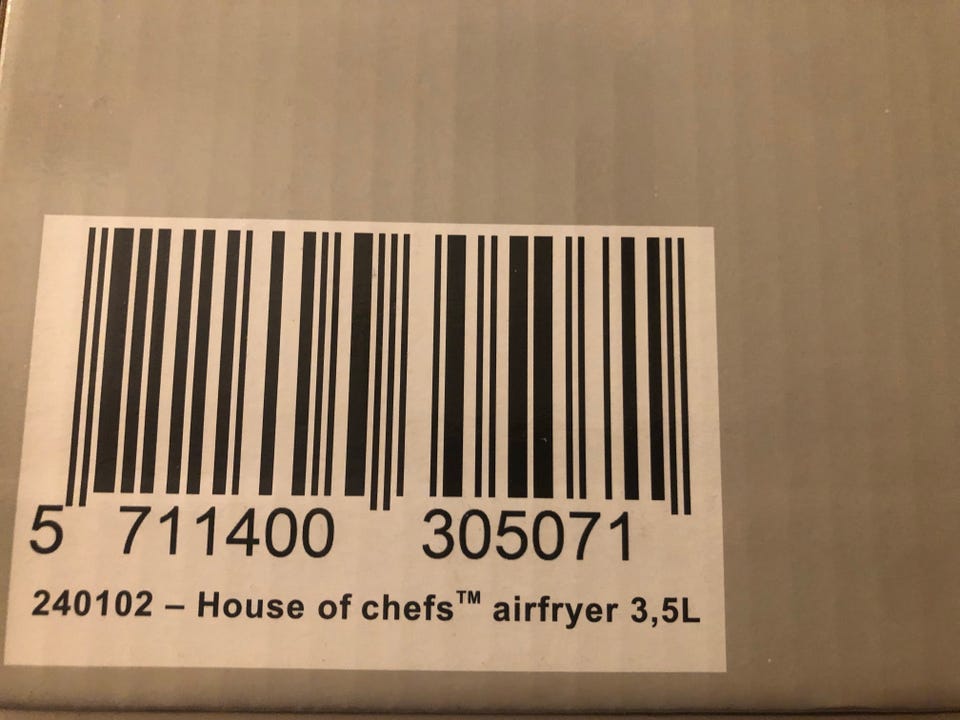 5 711400 305071
240102 – House of chefs™ airfryer 3,5L